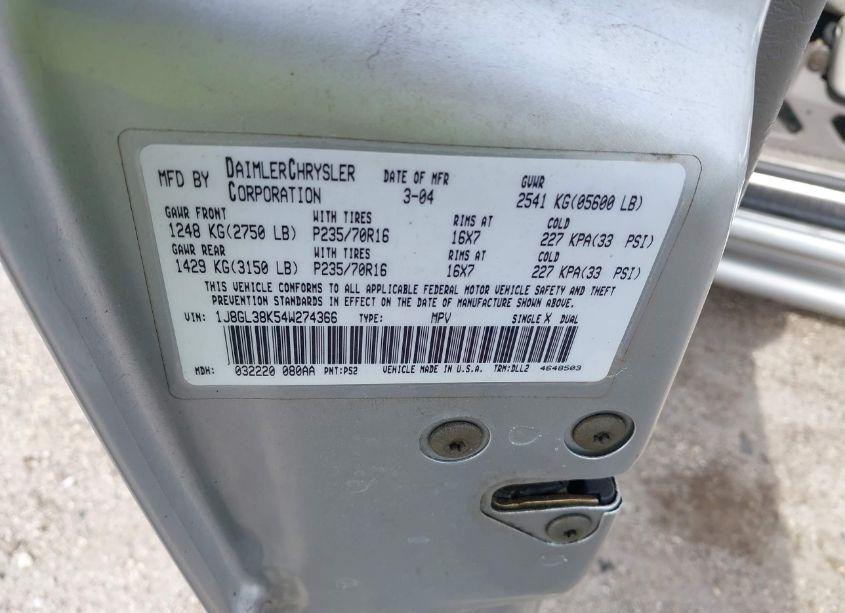 MFD BY DAIMLERCHRYSLER CORPORATION DATE OF MFR 3-04 GVWR 2541 KG(05600 LB)
GAWR FRONT WITH TIRES RIMS AT COLD
1248 KG(2750 LB) P235/70R16 16X7 227 KPA(33 PSI)
GAWR REAR WITH TIRES RIMS AT COLD
1429 KG(3150 LB) P235/70R16 16X7 227 KPA(33 PSI)
THIS VEHICLE CONFORMS TO ALL APPLICABLE FEDERAL MOTOR VEHICLE SAFETY AND THEFT
PREVENTION STANDARDS IN EFFECT ON THE DATE OF MANUFACTURE SHOWN ABOVE.
VIN: 1J8GL38K54W274366 TYPE: MPV SINGLE X DUAL
MDH: 032220 080AA PNT:PS2 VEHICLE MADE IN U.S.A. TRM:DLL2 4648503